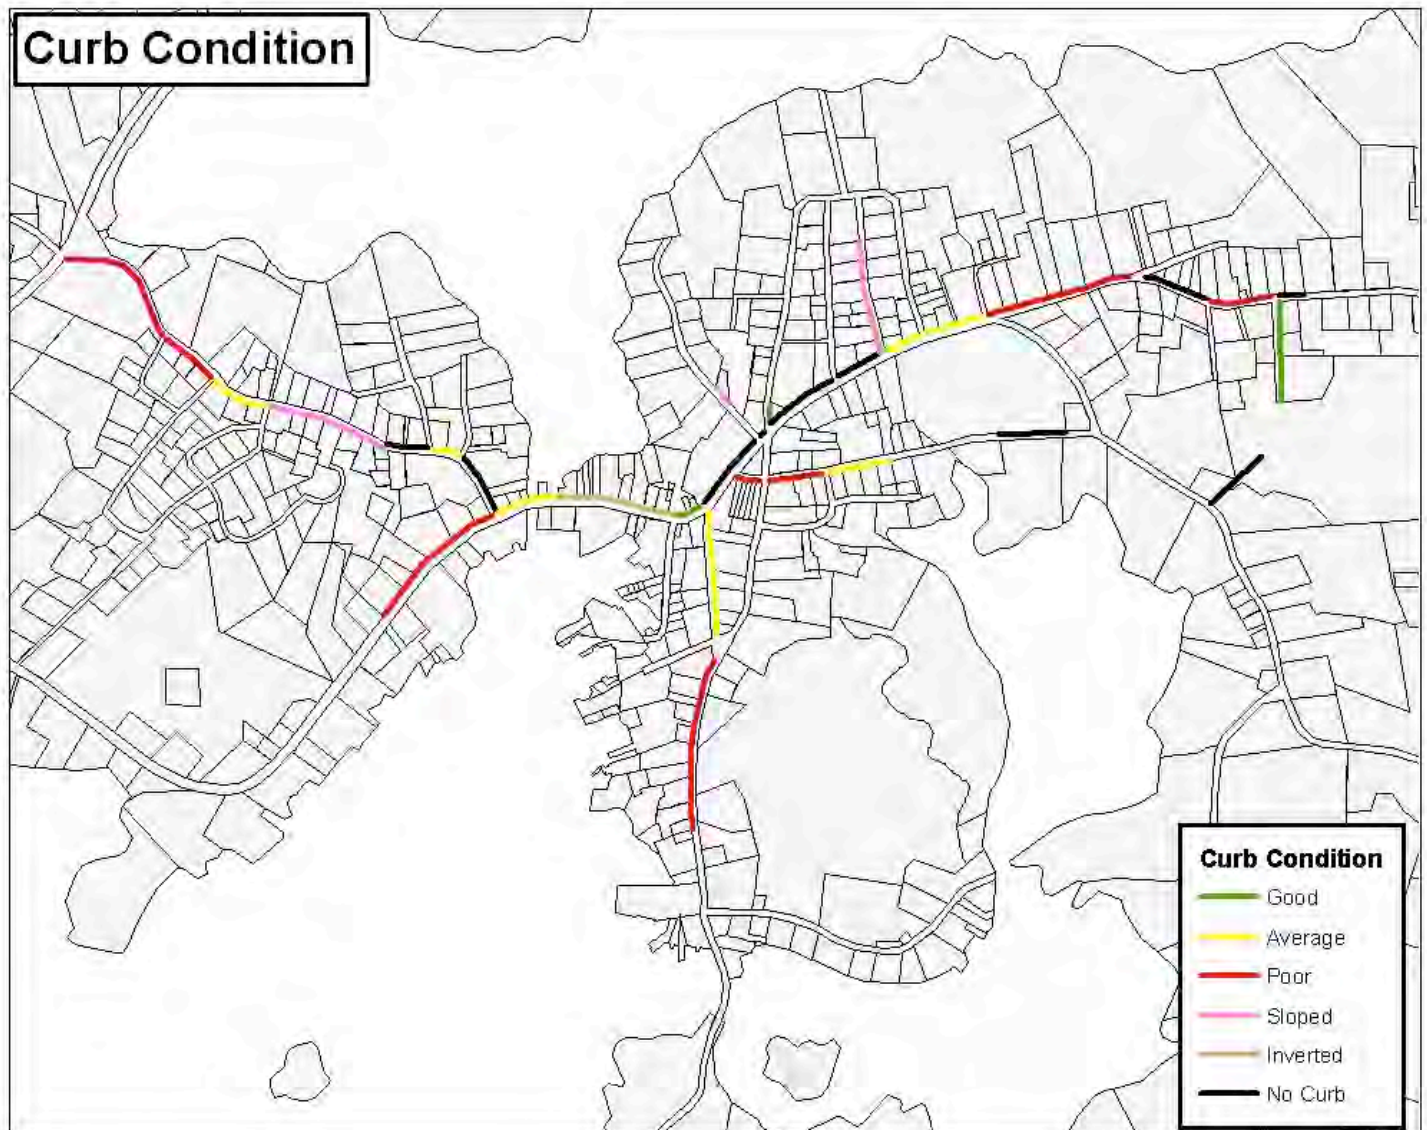 Curb Condition
Curb Condition
Good
Average
Poor
Sloped
Inverted
No Curb